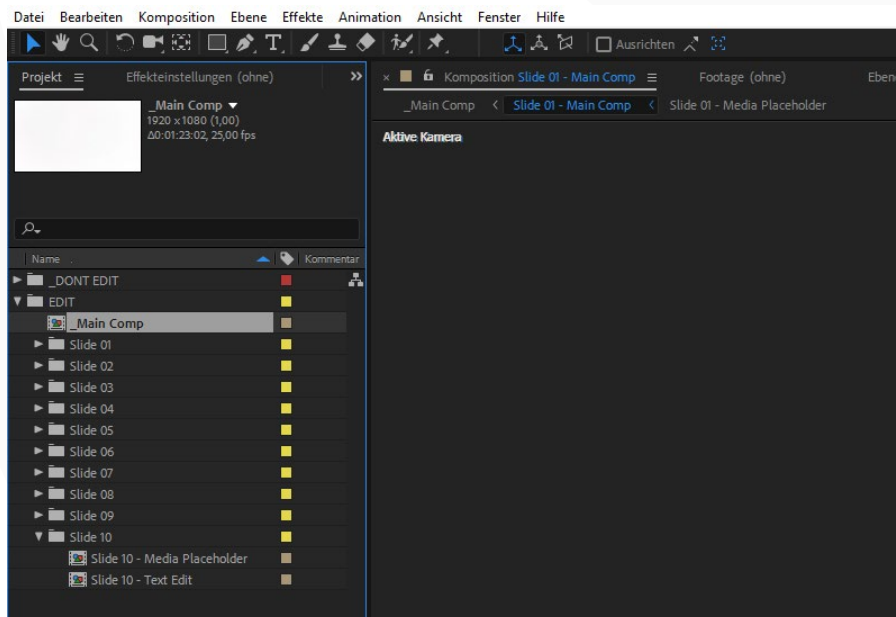 Datei Bearbeiten Komposition Ebene Effekte Animation Ansicht Fenster Hilfe
Ausrichten
Projekt Effekteinstellungen (ohne)
_Main Comp
1920 x 1080 (1,00)
Δ0:01:23:02, 25,00 fps
Komposition Slide 01 - Main Comp Footage (ohne) Ebene
_Main Comp Slide 01 - Main Comp Slide 01 - Media Placeholder
Aktive Kamera
Name Kommentar
_DONT EDIT
EDIT
_Main Comp
Slide 01
Slide 02
Slide 03
Slide 04
Slide 05
Slide 06
Slide 07
Slide 08
Slide 09
Slide 10
Slide 10 - Media Placeholder
Slide 10 - Text Edit